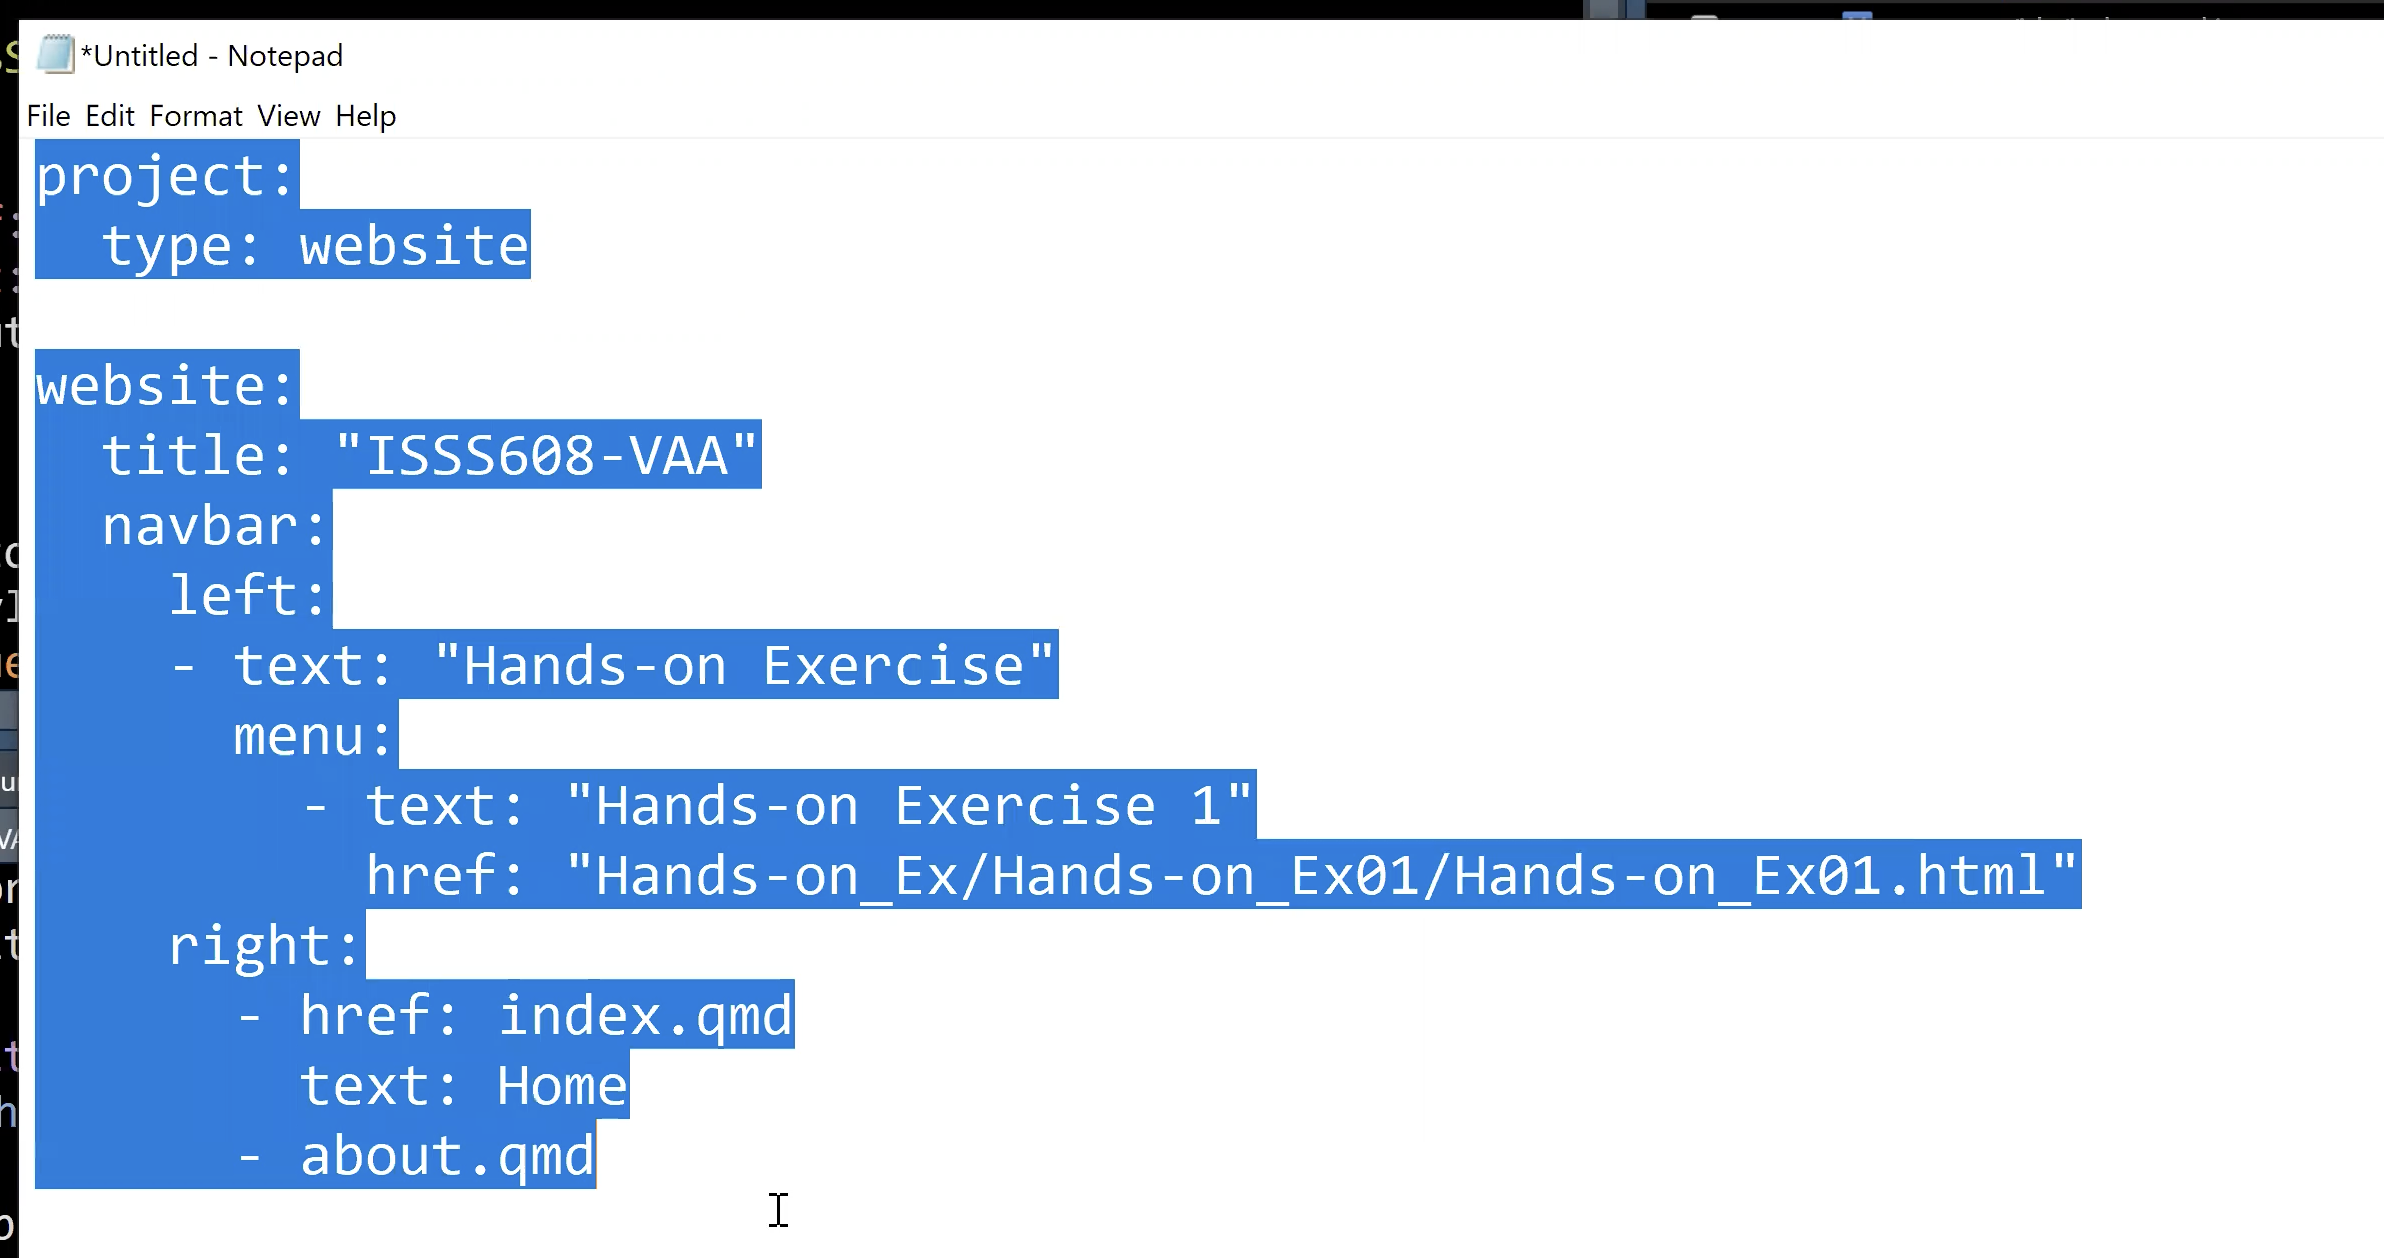 *Untitled - Notepad
File Edit Format View Help
project:
  type: website

website:
  title: "ISSS608-VAA"
  navbar:
    left:
    - text: "Hands-on Exercise"
      menu:
        - text: "Hands-on Exercise 1"
          href: "Hands-on_Ex/Hands-on_Ex01/Hands-on_Ex01.html"
    right:
      - href: index.qmd
        text: Home
      - about.qmd